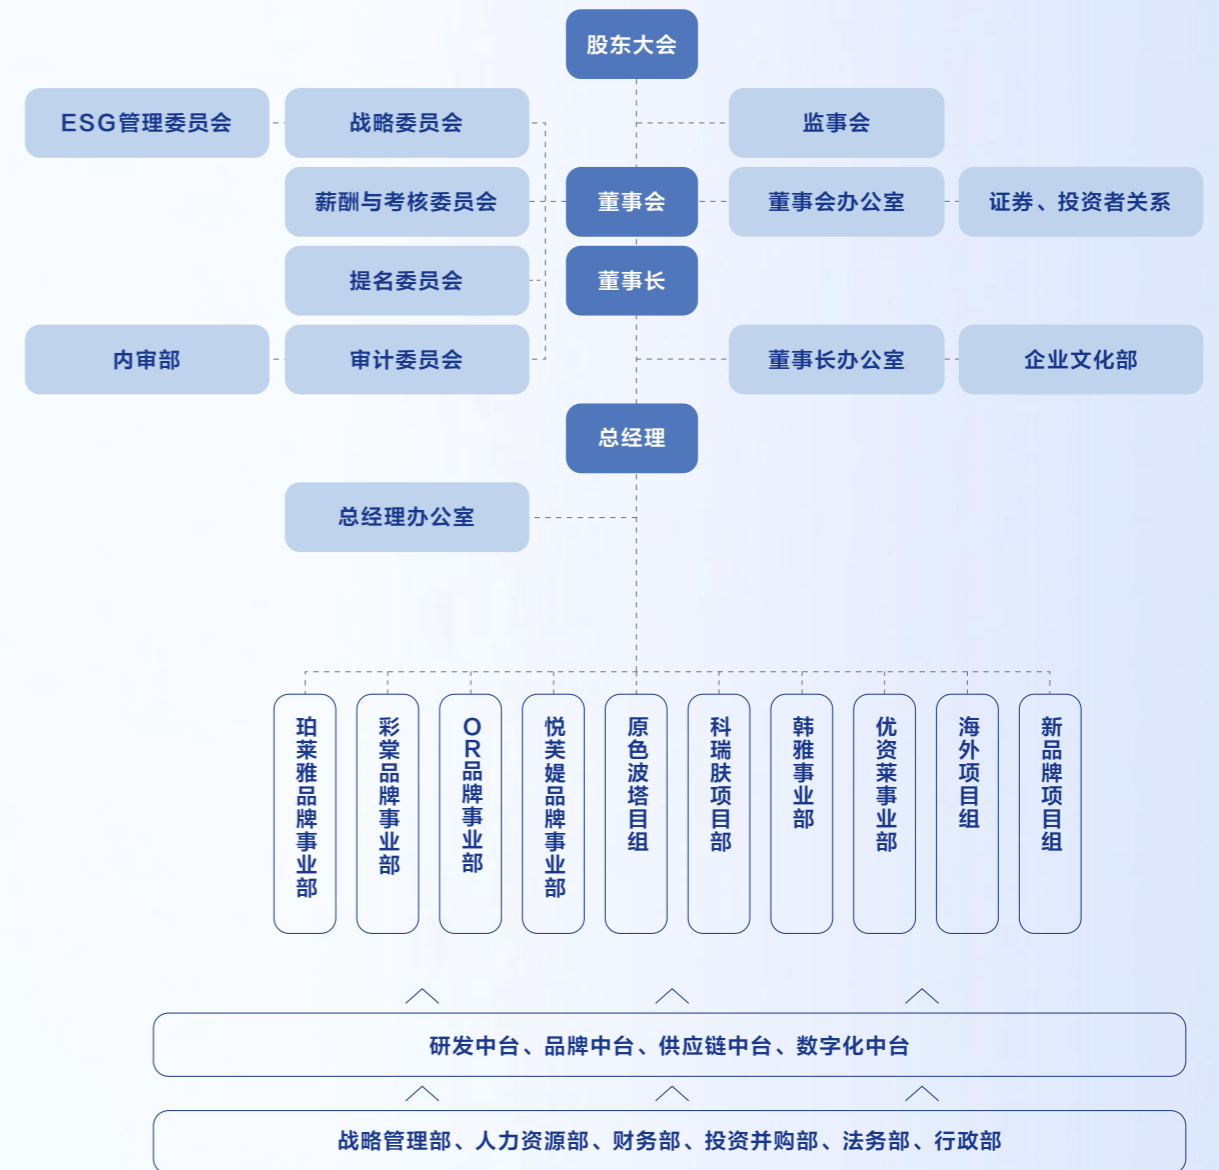 股东大会
ESG管理委员会
战略委员会
监事会
薪酬与考核委员会
董事会
董事会办公室
证券、投资者关系
提名委员会
董事长
内审部
审计委员会
董事长办公室
企业文化部
总经理
总经理办公室
珀莱雅品牌事业部
彩棠品牌事业部
OR品牌事业部
悦芙媞品牌事业部
原色波塔目组
科瑞肤项目部
韩雅事业部
优资莱事业部
海外项目组
新品牌项目组
研发中台、品牌中台、供应链中台、数字化中台
战略管理部、人力资源部、财务部、投资并购部、法务部、行政部